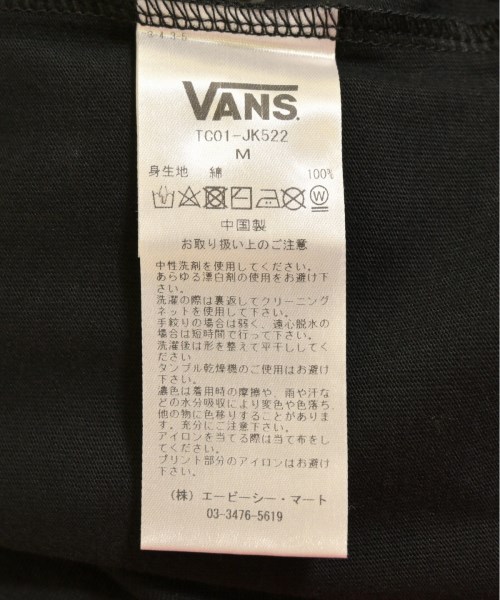 VANS
TC01-JK522
M
身生地 綿 100%
中国製
お取り扱い上のご注意
中性洗剤を使用してください。
あらゆる漂白剤の使用をお避け下
さい。
洗濯の際は裏返してクリーニング
ネットを使用して下さい。
手絞りの場合は弱く、遠心脱水の
場合は短時間で行って下さい。
洗濯後は形を整えて平干ししてくだ
さい
タンブル乾燥機のご使用はお避け
下さい。
濃色は着用時の摩擦や、雨や汗な
どの水分吸収により変色や色落ち、
他の物に色移りすることがありま
す。充分にご注意下さい。
アイロンを当てる際は当て布をし
てください。
プリント部分のアイロンはお避け
下さい。
(株) エービーシー・マート
03-3476-5619